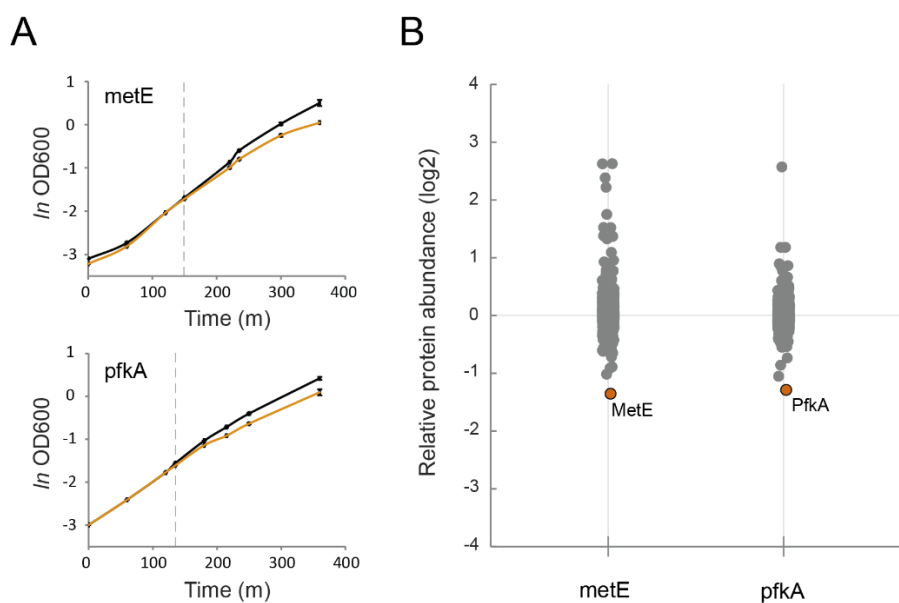 A
metE
ln OD600
1
0
-1
-2
-3
0 100 200 300 400
Time (m)
pfkA
ln OD600
1
0
-1
-2
-3
0 100 200 300 400
Time (m)
B
Relative protein abundance (log2)
4
3
2
1
0
-1
-2
-3
-4
MetE
PfkA
metE pfkA